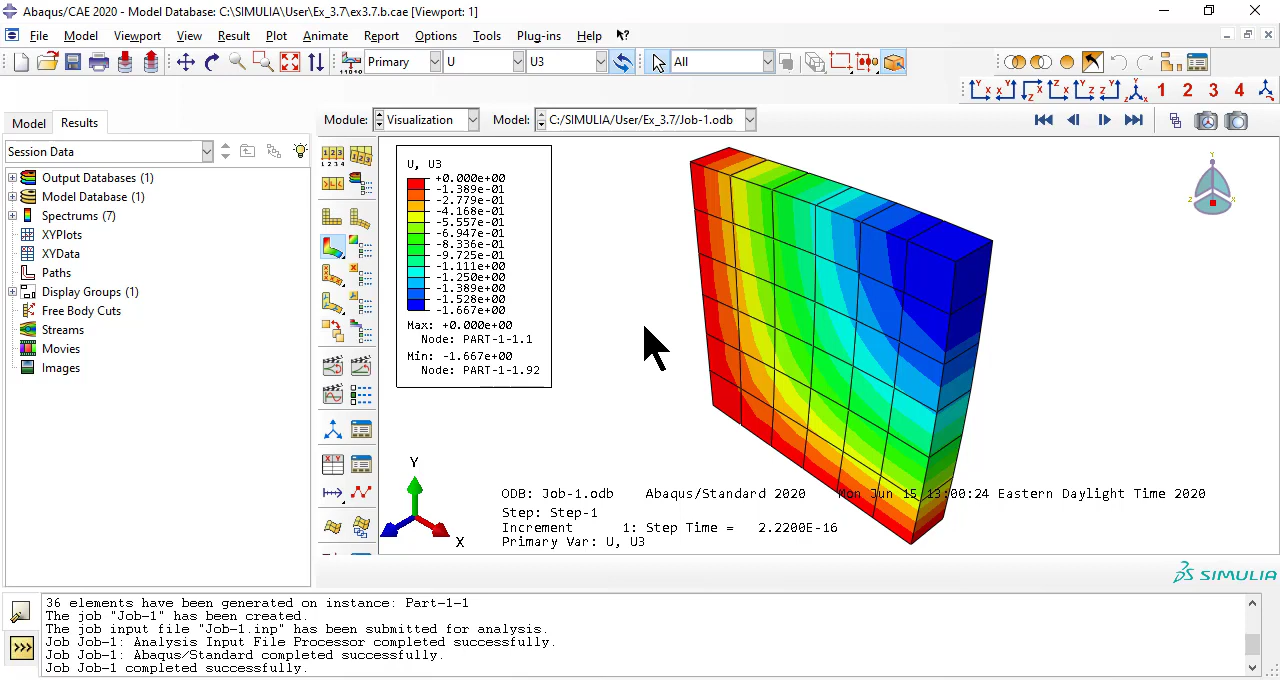 Abaqus/CAE 2020 - Model Database: C:\SIMULIA\User\Ex_3.7\ex3.7.b.cae [Viewport: 1]
File Model Viewport View Result Plot Animate Report Options Tools Plug-ins Help
Primary U U3 All
1 2 3 4
Model Results
Module: Visualization Model: C:/SIMULIA/User/Ex_3.7/Job-1.odb
Session Data
Output Databases (1)
Model Database (1)
Spectrums (7)
XYPlots
XYData
Paths
Display Groups (1)
Free Body Cuts
Streams
Movies
Images
U, U3
+0.000e+00
-1.389e-01
-2.779e-01
-4.168e-01
-5.557e-01
-6.947e-01
-8.336e-01
-9.725e-01
-1.111e+00
-1.250e+00
-1.389e+00
-1.528e+00
-1.667e+00
Max: +0.000e+00
Node: PART-1-1.1
Min: -1.667e+00
Node: PART-1-1.92
Y
X
Y
Z X
ODB: Job-1.odb Abaqus/Standard 2020 Mon Jun 15 13:00:24 Eastern Daylight Time 2020
Step: Step-1
Increment 1: Step Time = 2.2200E-16
Primary Var: U, U3
SIMULIA
36 elements have been generated on instance: Part-1-1
The job "Job-1" has been created.
The job input file "Job-1.inp" has been submitted for analysis.
Job Job-1: Analysis Input File Processor completed successfully.
Job Job-1: Abaqus/Standard completed successfully.
Job Job-1 completed successfully.